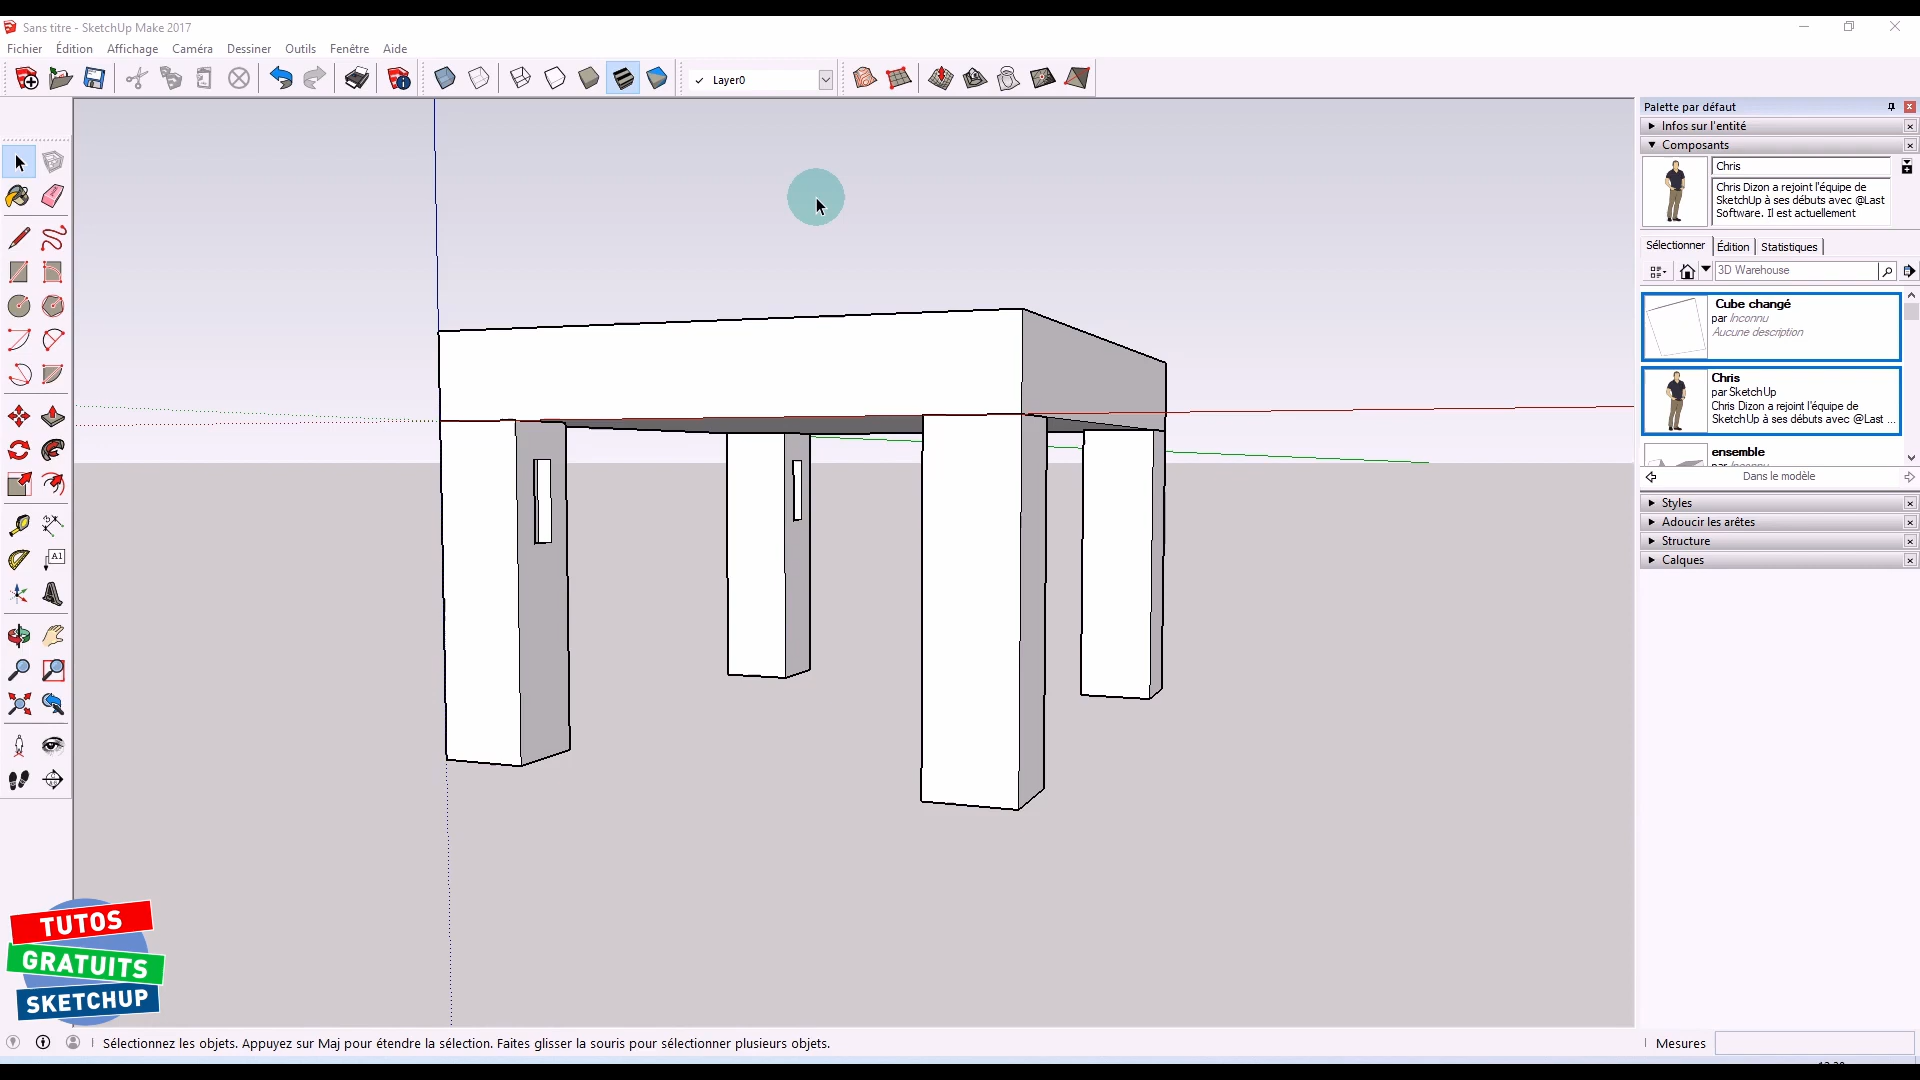 Sans titre - SketchUp Make 2017
Fichier Édition Affichage Caméra Dessiner Outils Fenêtre Aide
Layer0
Palette par défaut
Infos sur l'entité
Composants
Chris
Chris Dizon a rejoint l'équipe de
SketchUp à ses débuts avec @Last
Software. Il est actuellement
Sélectionner Édition Statistiques
3D Warehouse
Cube changé
par Inconnu
Aucune description
Chris
par SketchUp
Chris Dizon a rejoint l'équipe de
SketchUp à ses débuts avec @Last ...
ensemble
par Inconnu
Dans le modèle
Styles
Adoucir les arêtes
Structure
Calques
A1
TUTOS
GRATUITS
SKETCHUP
Sélectionnez les objets. Appuyez sur Maj pour étendre la sélection. Faites glisser la souris pour sélectionner plusieurs objets.
Mesures